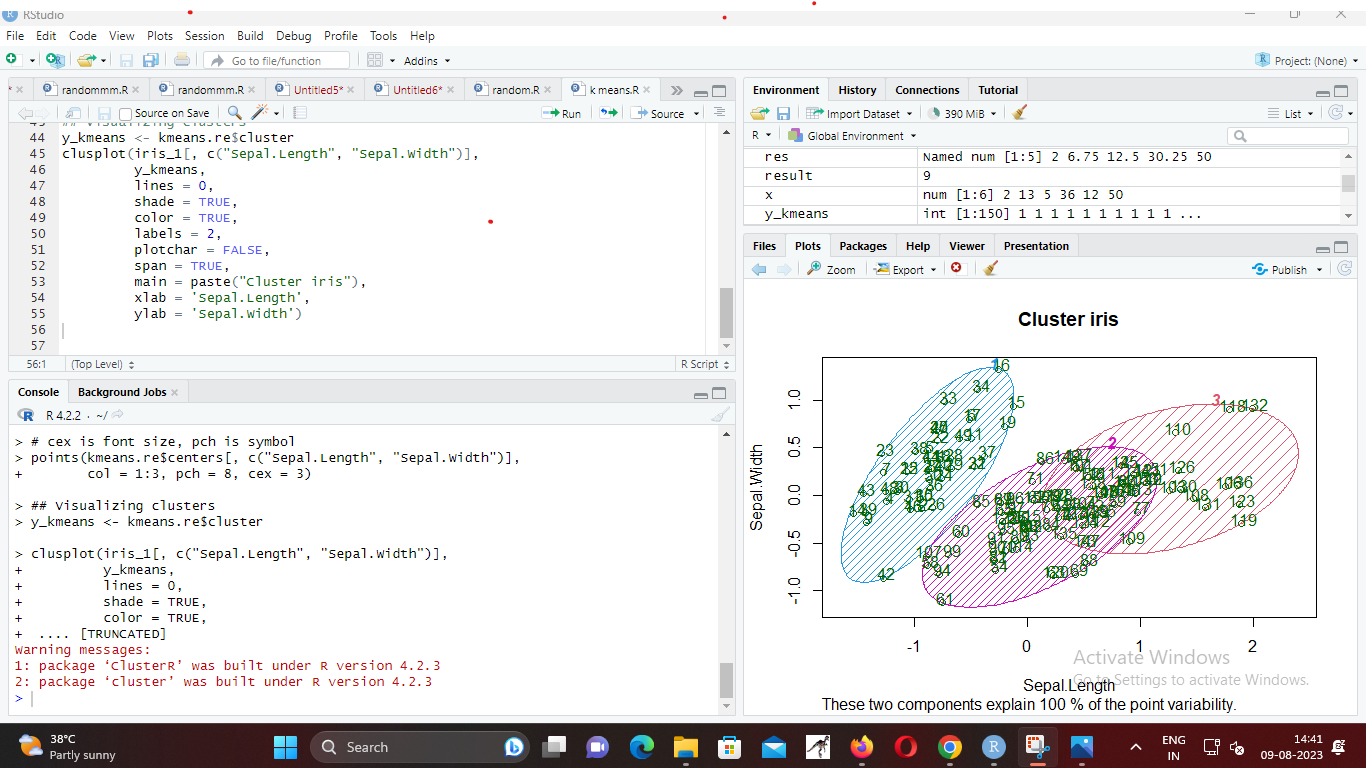 RStudio
File Edit Code View Plots Session Build Debug Profile Tools Help
Go to file/function Addins Project: (None)
randommm.R randommm.R Untitled5* Untitled6* random.R k means.R
Source on Save Run Source
44 y_kmeans <- kmeans.re$cluster
45 clusplot(iris_1[, c("Sepal.Length", "Sepal.Width")],
46 y_kmeans,
47 lines = 0,
48 shade = TRUE,
49 color = TRUE,
50 labels = 2,
51 plotchar = FALSE,
52 span = TRUE,
53 main = paste("Cluster iris"),
54 xlab = 'Sepal.Length',
55 ylab = 'Sepal.Width')
56
57
56:1 (Top Level) R Script
Console Background Jobs
R 4.2.2 · ~/
> # cex is font size, pch is symbol
> points(kmeans.re$centers[, c("Sepal.Length", "Sepal.Width")],
+ col = 1:3, pch = 8, cex = 3)
> ## Visualizing clusters
> y_kmeans <- kmeans.re$cluster
> clusplot(iris_1[, c("Sepal.Length", "Sepal.Width")],
+ y_kmeans,
+ lines = 0,
+ shade = TRUE,
+ color = TRUE,
+ .... [TRUNCATED]
Warning messages:
1: package ‘ClusterR’ was built under R version 4.2.3
2: package ‘cluster’ was built under R version 4.2.3
>
Environment History Connections Tutorial
Import Dataset 390 MiB List
R Global Environment
res Named num [1:5] 2 6.75 12.5 30.25 50
result 9
x num [1:6] 2 13 5 36 12 50
y_kmeans int [1:150] 1 1 1 1 1 1 1 1 1 1 ...
Files Plots Packages Help Viewer Presentation
Zoom Export Publish
Cluster iris
Sepal.Width
1.0
0.5
0.0
-0.5
-1.0
16
34
33
15
19
3
118 132
110
2
23
126
85
60
123
119
109
42
94
88
69
61
-1 0 1 2
Sepal.Length
These two components explain 100 % of the point variability.
Activate Windows
Go to Settings to activate Windows.
38°C
Partly sunny
Search
ENG
IN
14:41
09-08-2023